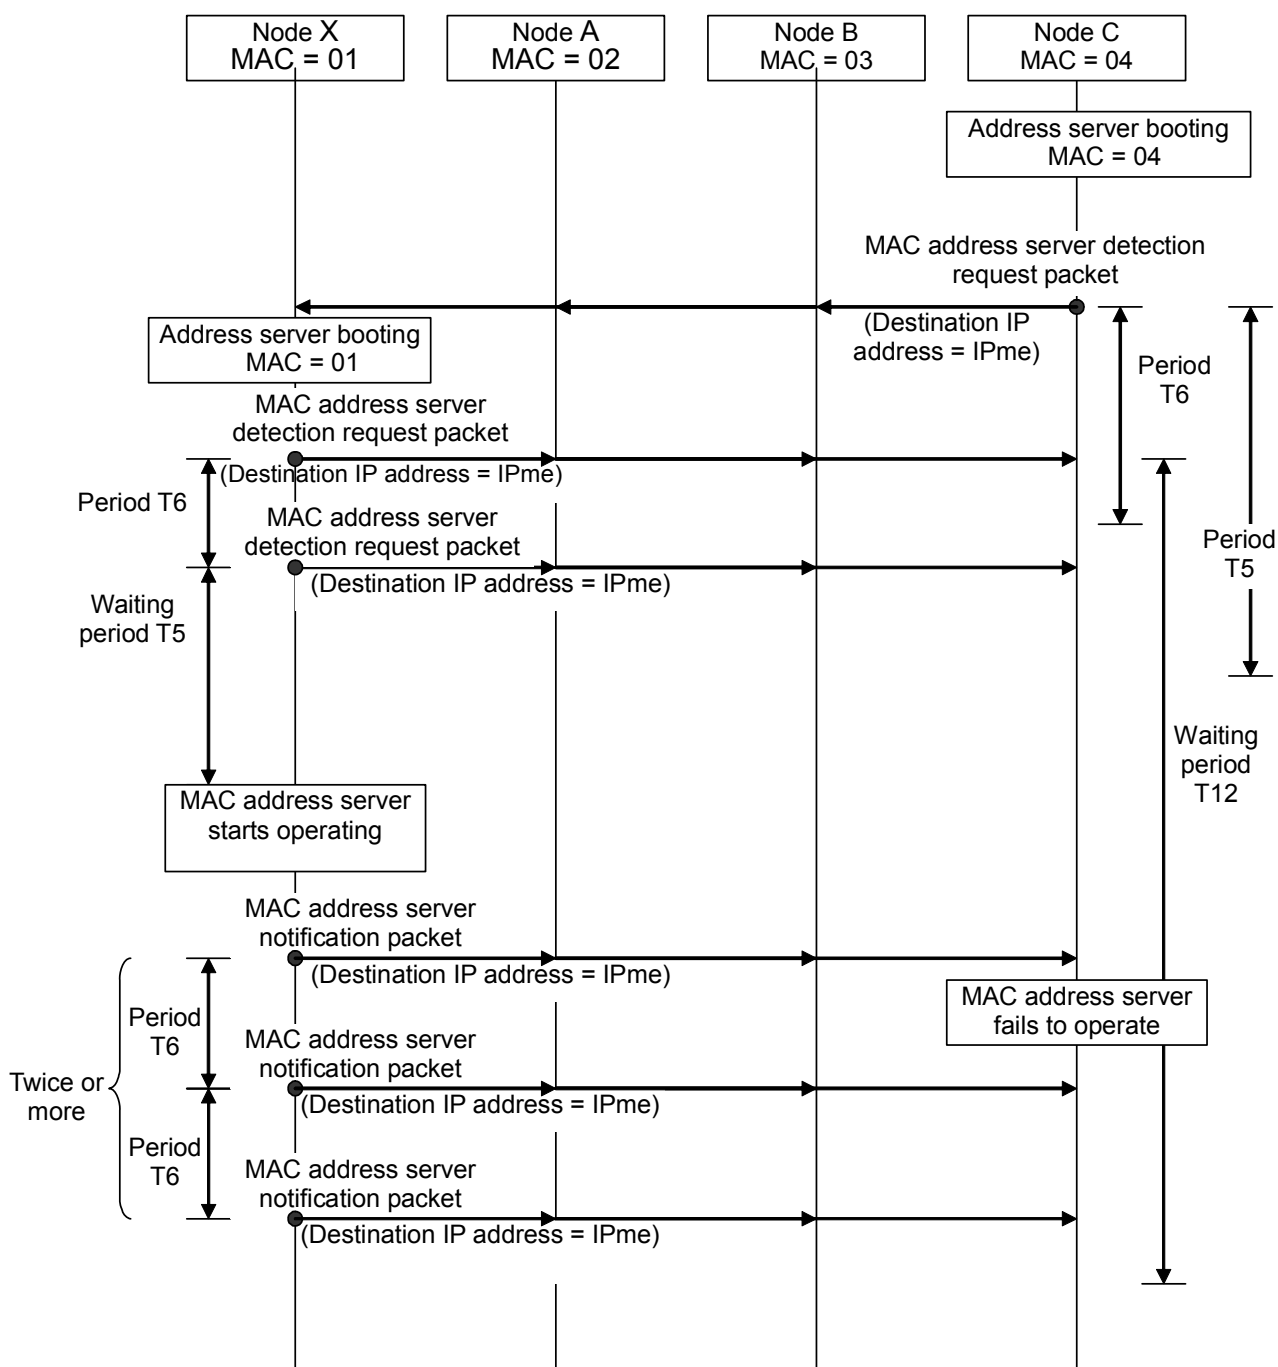 Node X
MAC = 01
Node A
MAC = 02
Node B
MAC = 03
Node C
MAC = 04
Address server booting
MAC = 04
MAC address server detection
request packet
(Destination IP
address = IPme)
Address server booting
MAC = 01
Period
T6
MAC address server
detection request packet
(Destination IP address = IPme)
Period T6
MAC address server
detection request packet
(Destination IP address = IPme)
Period
T5
Waiting
period T5
Waiting
period
T12
MAC address server
starts operating
MAC address server
notification packet
(Destination IP address = IPme)
MAC address server
fails to operate
Period
T6
MAC address server
notification packet
(Destination IP address = IPme)
Twice or
more
Period
T6
MAC address server
notification packet
(Destination IP address = IPme)